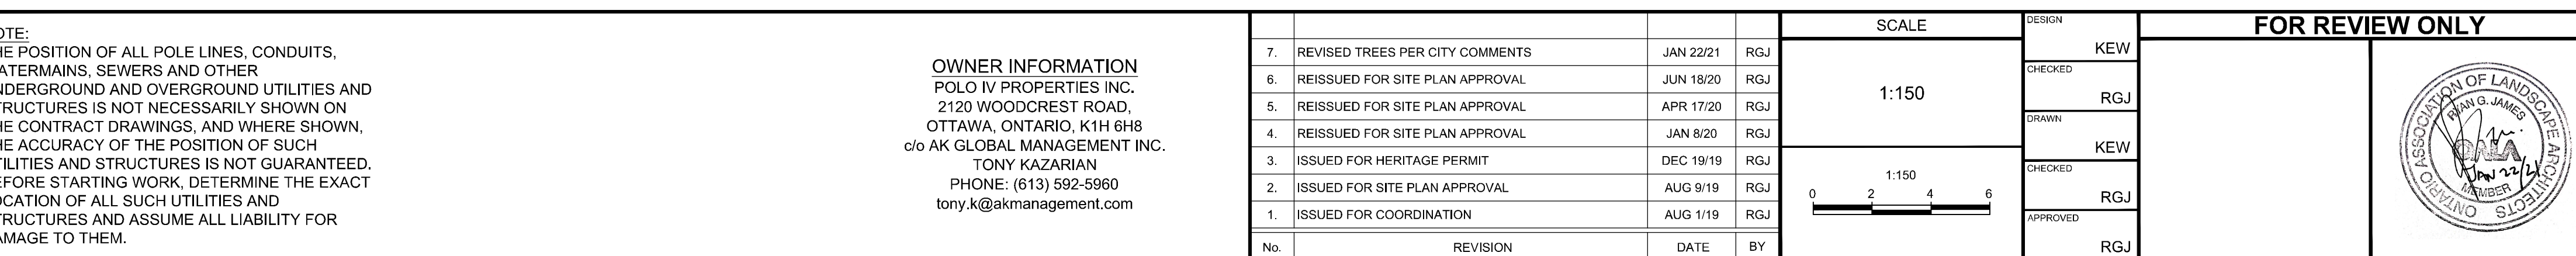 OTE:
HE POSITION OF ALL POLE LINES, CONDUITS,
ATERMAINS, SEWERS AND OTHER
NDERGROUND AND OVERGROUND UTILITIES AND
TRUCTURES IS NOT NECESSARILY SHOWN ON
HE CONTRACT DRAWINGS, AND WHERE SHOWN,
HE ACCURACY OF THE POSITION OF SUCH
TILITIES AND STRUCTURES IS NOT GUARANTEED.
EFORE STARTING WORK, DETERMINE THE EXACT
OCATION OF ALL SUCH UTILITIES AND
TRUCTURES AND ASSUME ALL LIABILITY FOR
AMAGE TO THEM.
OWNER INFORMATION
POLO IV PROPERTIES INC.
2120 WOODCREST ROAD,
OTTAWA, ONTARIO, K1H 6H8
c/o AK GLOBAL MANAGEMENT INC.
TONY KAZARIAN
PHONE: (613) 592-5960
tony.k@akmanagement.com
7. REVISED TREES PER CITY COMMENTS JAN 22/21 RGJ
6. REISSUED FOR SITE PLAN APPROVAL JUN 18/20 RGJ
5. REISSUED FOR SITE PLAN APPROVAL APR 17/20 RGJ
4. REISSUED FOR SITE PLAN APPROVAL JAN 8/20 RGJ
3. ISSUED FOR HERITAGE PERMIT DEC 19/19 RGJ
2. ISSUED FOR SITE PLAN APPROVAL AUG 9/19 RGJ
1. ISSUED FOR COORDINATION AUG 1/19 RGJ
No. REVISION DATE BY
SCALE
1:150
1:150
0 2 4 6
DESIGN
KEW
CHECKED
RGJ
DRAWN
KEW
CHECKED
RGJ
APPROVED
RGJ
FOR REVIEW ONLY
ONTARIO ASSOCIATION OF LANDSCAPE ARCHITECTS
RYAN G. JAMES
OALA
JAN 22/21
MEMBER